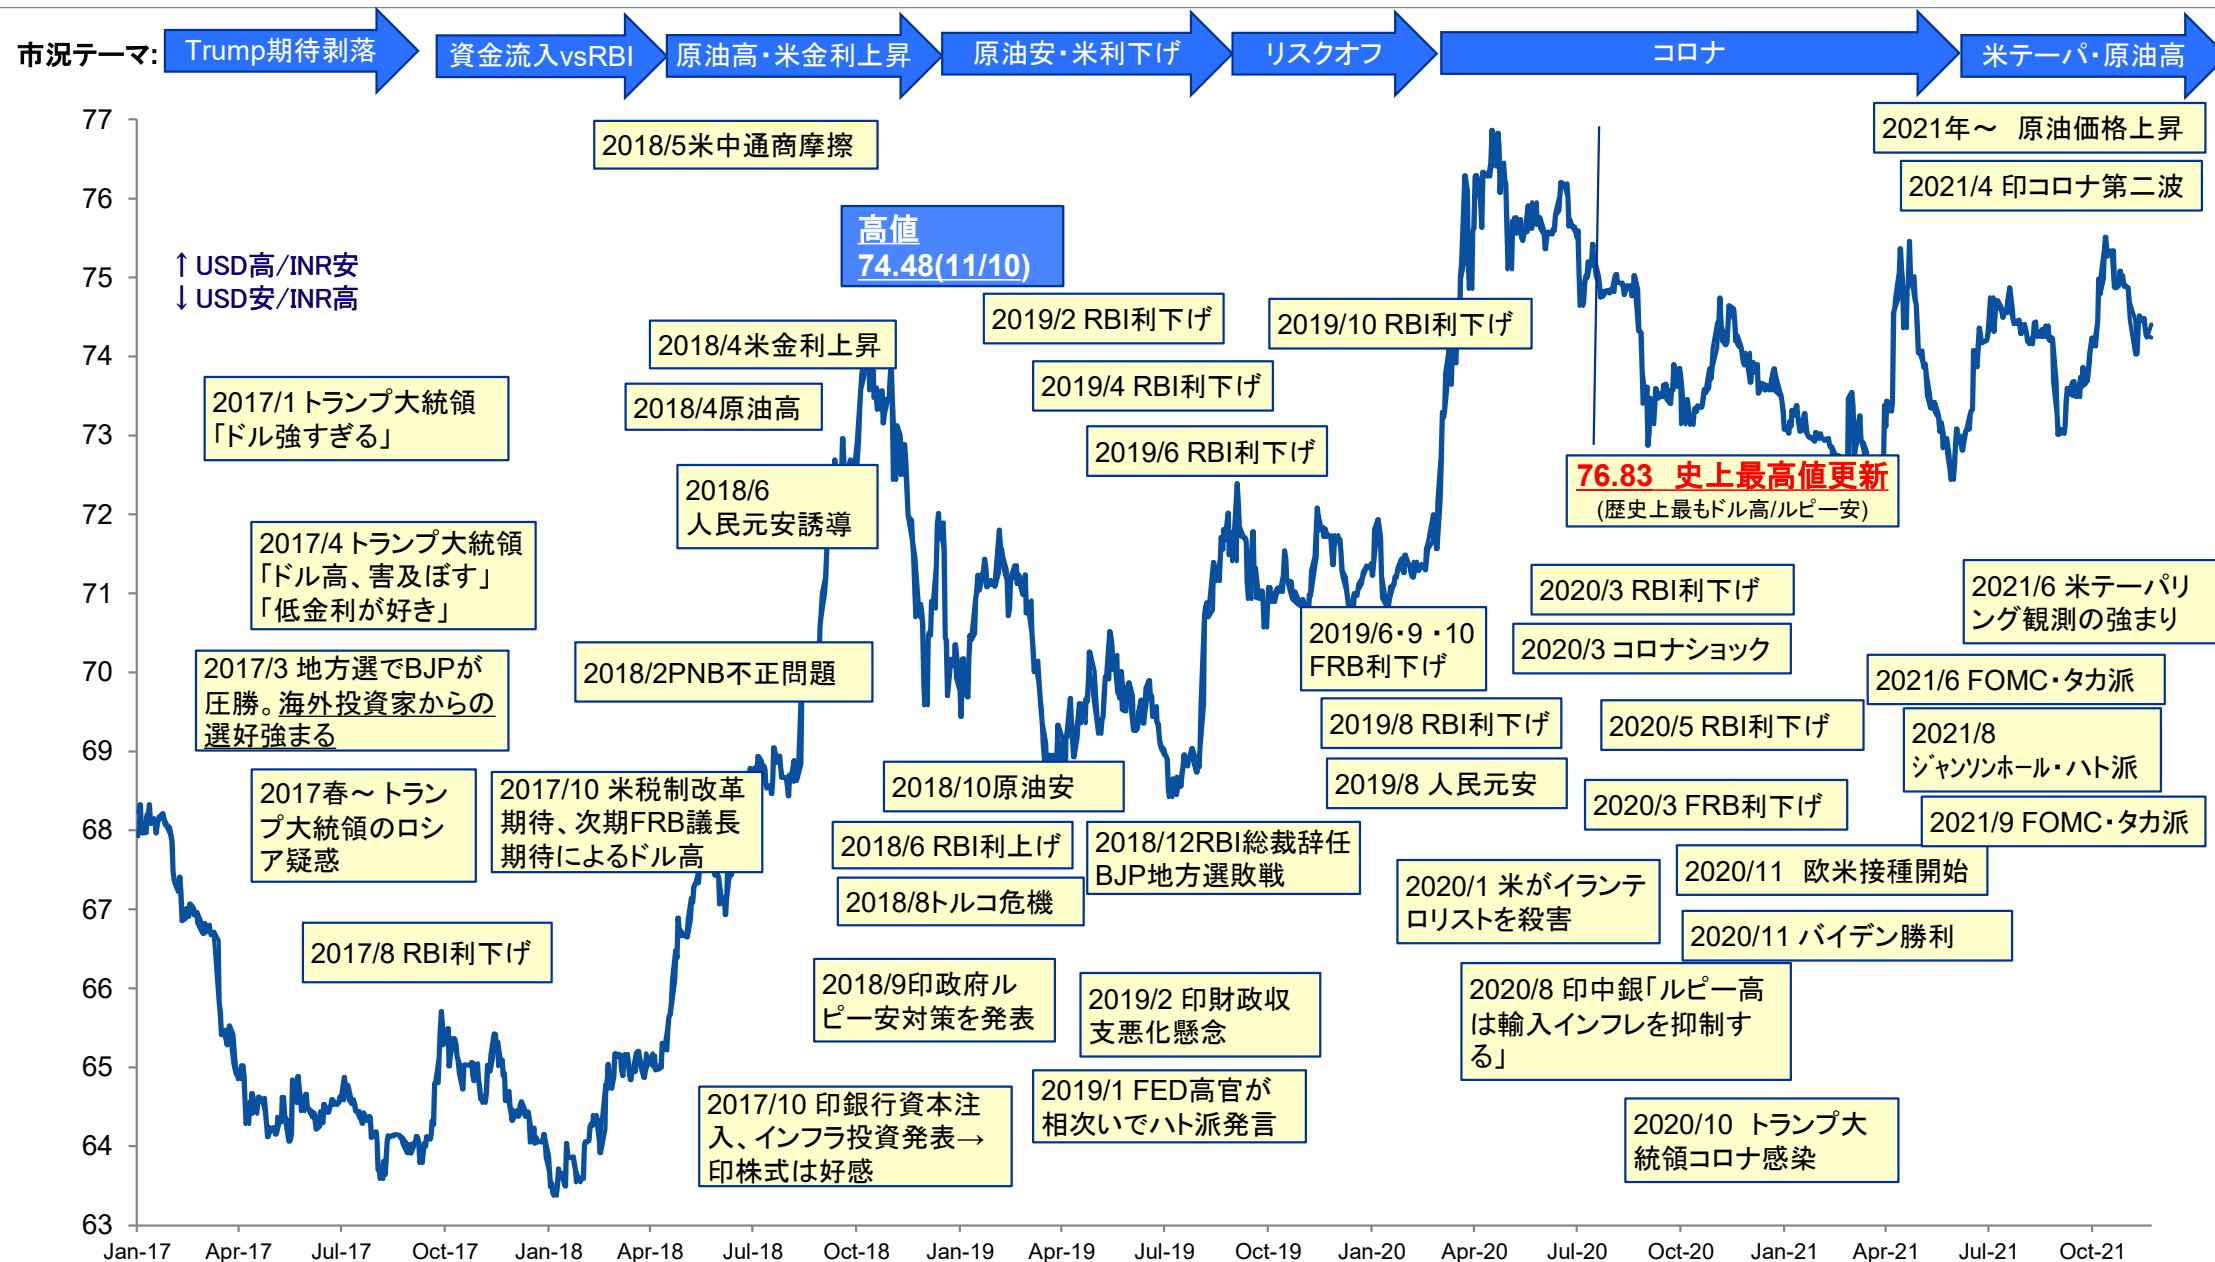 市況テーマ:
Trump期待剥落
資金流入vsRBI
原油高・米金利上昇
原油安・米利下げ
リスクオフ
コロナ
米テーパ・原油高
77
76
75
74
73
72
71
70
69
68
67
66
65
64
63
↑USD高/INR安
↓USD安/INR高
2018/5米中通商摩擦
高値
74.48(11/10)
2021年～ 原油価格上昇
2021/4 印コロナ第二波
2018/4米金利上昇
2018/4原油高
2019/2 RBI利下げ
2019/4 RBI利下げ
2019/6 RBI利下げ
2019/10 RBI利下げ
2017/1 トランプ大統領
「ドル強すぎる」
2018/6
人民元安誘導
76.83 史上最高値更新
(歴史上最もドル高/ルピー安)
2017/4 トランプ大統領
「ドル高、害及ぼす」
「低金利が好き」
2017/3 地方選でBJPが
圧勝。海外投資家からの
選好強まる
2018/2PNB不正問題
2019/6・9 ・10
FRB利下げ
2020/3 RBI利下げ
2020/3 コロナショック
2021/6 米テーパリ
ング観測の強まり
2021/6 FOMC・タカ派
2017春～ トラン
プ大統領のロシ
ア疑惑
2017/10 米税制改革
期待、次期FRB議長
期待によるドル高
2018/10原油安
2019/8 RBI利下げ
2020/5 RBI利下げ
2021/8
ジャンソンホール・ハト派
2019/8 人民元安
2020/3 FRB利下げ
2021/9 FOMC・タカ派
2018/6 RBI利上げ
2018/12RBI総裁辞任
BJP地方選敗戦
2018/8トルコ危機
2020/1 米がイランテ
ロリストを殺害
2020/11 欧米接種開始
2020/11 バイデン勝利
2017/8 RBI利下げ
2018/9印政府ル
ピー安対策を発表
2019/2 印財政収
支悪化懸念
2020/8 印中銀「ルピー高
は輸入インフレを抑制す
る」
2017/10 印銀行資本注
入、インフラ投資発表→
印株式は好感
2019/1 FED高官が
相次いでハト派発言
2020/10 トランプ大
統領コロナ感染
Jan-17 Apr-17 Jul-17 Oct-17 Jan-18 Apr-18 Jul-18 Oct-18 Jan-19 Apr-19 Jul-19 Oct-19 Jan-20 Apr-20 Jul-20 Oct-20 Jan-21 Apr-21 Jul-21 Oct-21